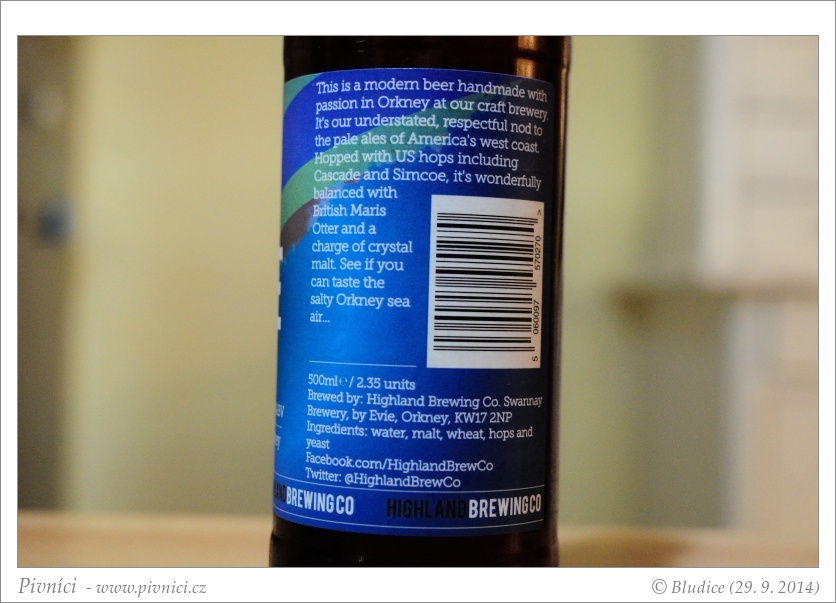 This is a modern beer handmade with
passion in Orkney at our craft brewery.
It's our understated, respectful nod to
the pale ales of America's west coast.
Hopped with US hops including
Cascade and Simcoe, it's wonderfully
balanced with
British Maris
Otter and a
charge of crystal
malt. See if you
can taste the
salty Orkney sea
air...
5 060097 570270 >
500ml ℮ / 2.35 units
Brewed by: Highland Brewing Co. Swannay
Brewery, by Evie, Orkney, KW17 2NP
Ingredients: water, malt, wheat, hops and
yeast
Facebook.com/HighlandBrewCo
Twitter: @HighlandBrewCo
BREWING CO HIGHLAND BREWING CO
Pivníci - www.pivnici.cz © Bludice (29. 9. 2014)